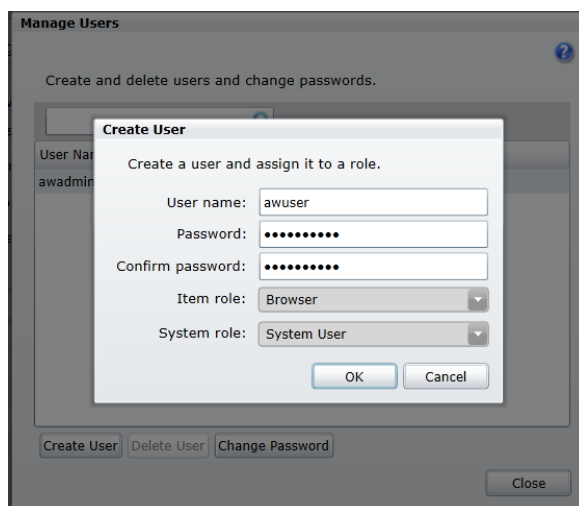 Manage Users
?
Create and delete users and change passwords.
Create User
User Nam
Create a user and assign it to a role.
awadmin
User name: awuser
Password: ••••••••••
Confirm password: ••••••••••
Item role: Browser
System role: System User
OK Cancel
Create User Delete User Change Password
Close